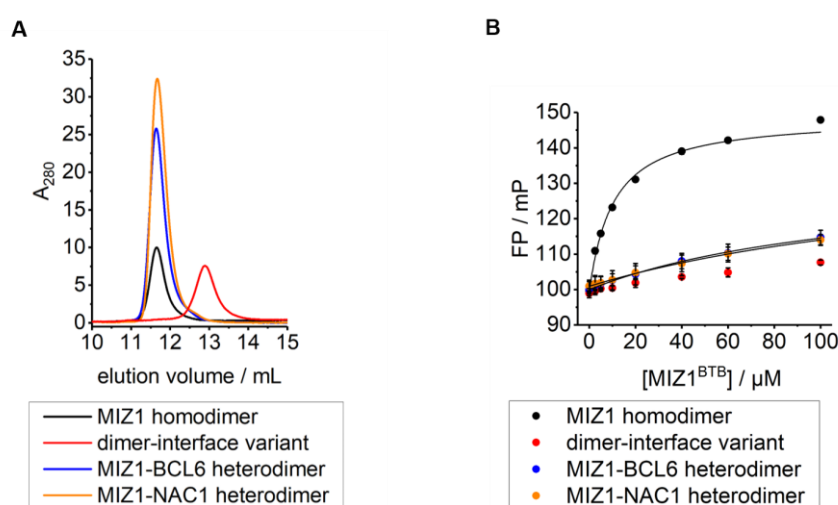 A
B
35
30
25
20
15
10
5
0
A280
10 11 12 13 14 15
elution volume / mL
MIZ1 homodimer
dimer-interface variant
MIZ1-BCL6 heterodimer
MIZ1-NAC1 heterodimer
150
140
130
120
110
100
90
FP / mP
0 20 40 60 80 100
[MIZ1BTB] / µM
MIZ1 homodimer
dimer-interface variant
MIZ1-BCL6 heterodimer
MIZ1-NAC1 heterodimer